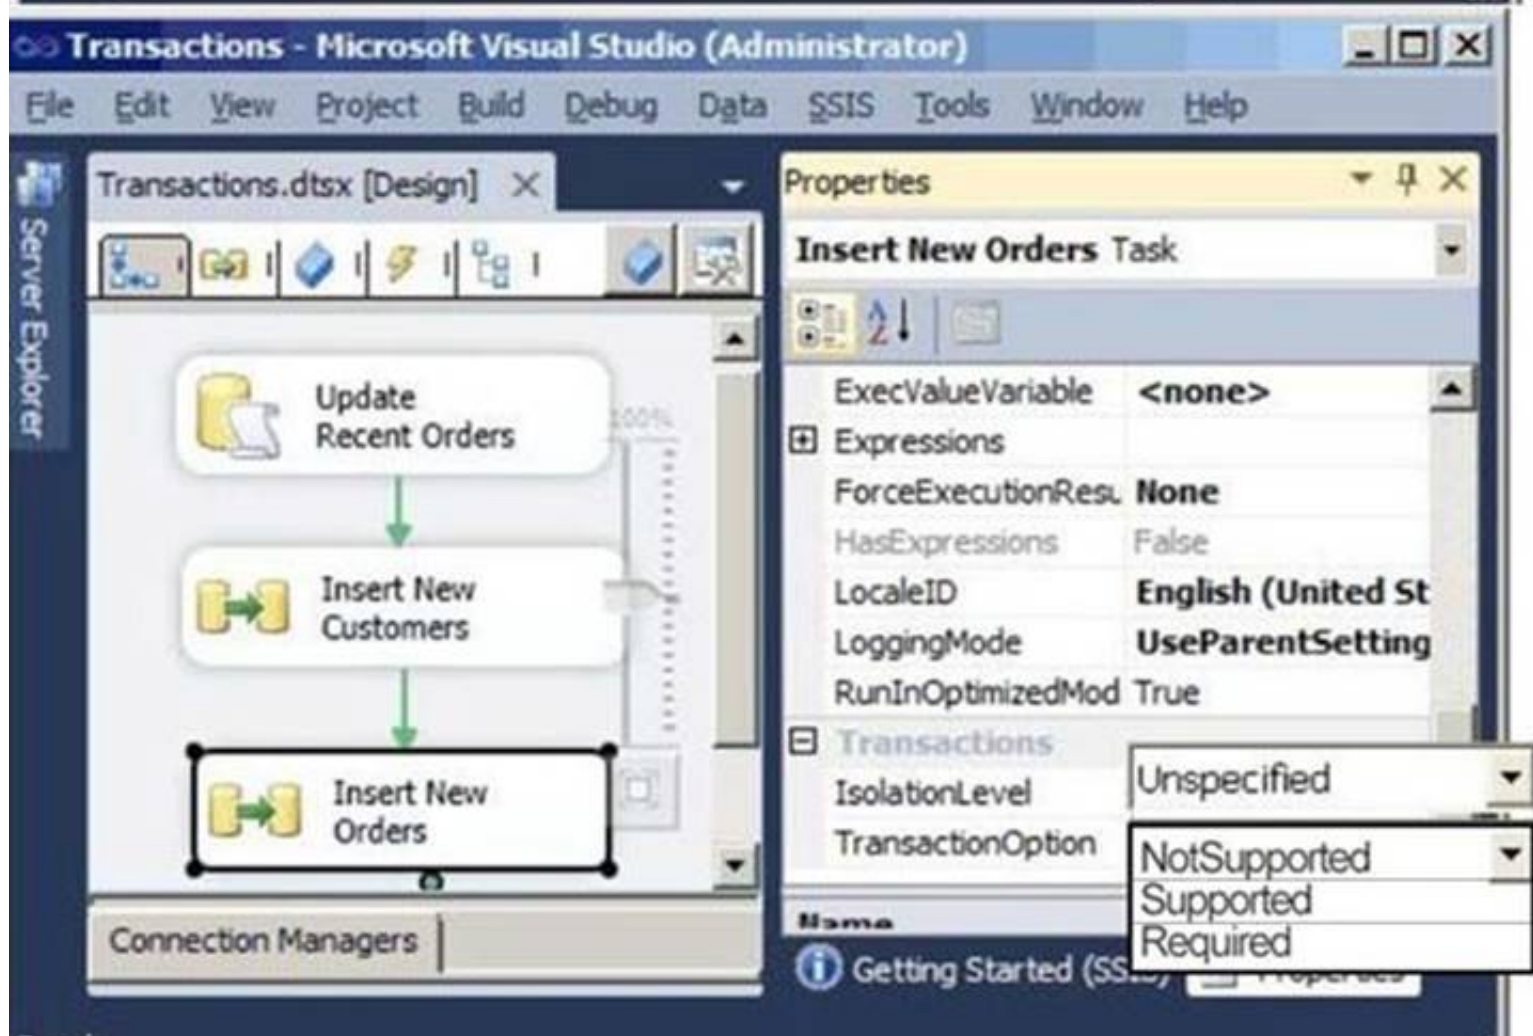 Transactions - Microsoft Visual Studio (Administrator)
File Edit View Project Build Debug Data SSIS Tools Window Help
Server Explorer
Transactions.dtsx [Design]
Update
Recent Orders
100%
Insert New
Customers
Insert New
Orders
Connection Managers
Properties
Insert New Orders Task
ExecValueVariable <none>
Expressions
ForceExecutionResu None
HasExpressions False
LocaleID English (United St
LoggingMode UseParentSetting
RunInOptimizedMod True
Transactions
IsolationLevel Unspecified
TransactionOption NotSupported
Supported
Required
Name
Getting Started (SSIS) Properties